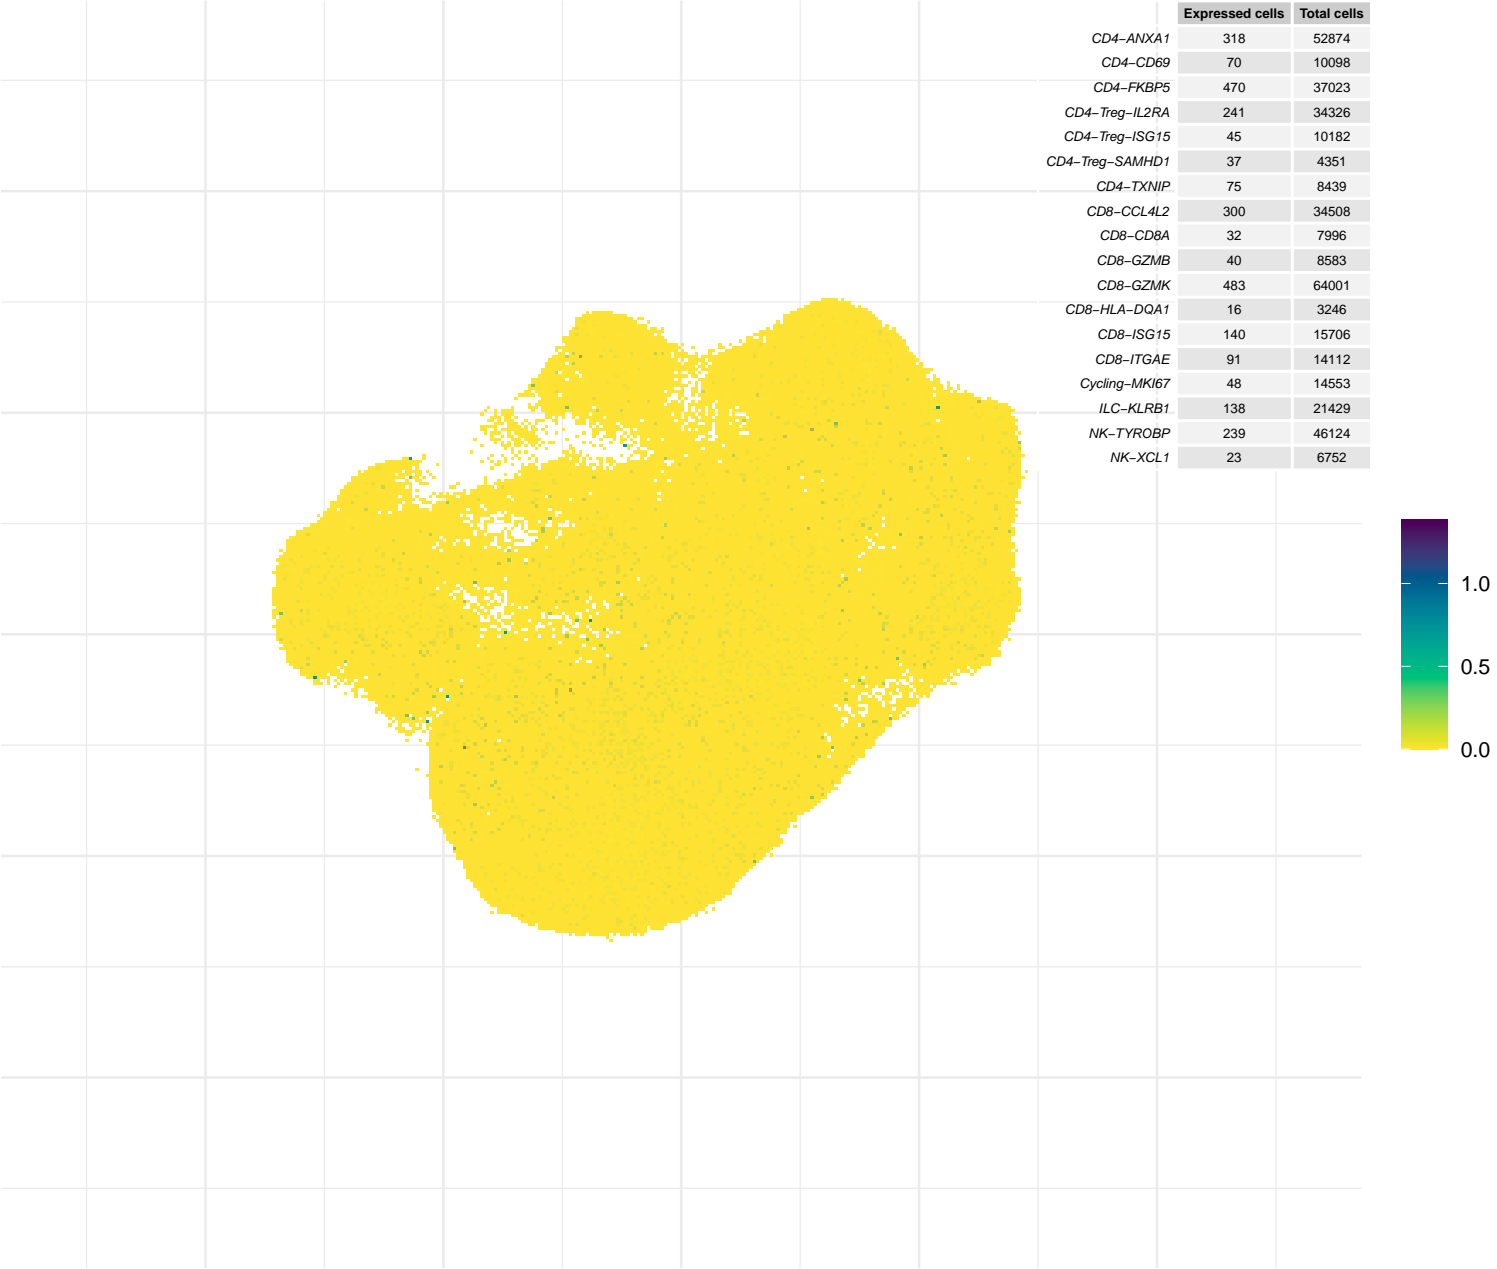 Expressed cells Total cells
CD4−ANXA1 318 52874
CD4−CD69 70 10098
CD4−FKBP5 470 37023
CD4−Treg−IL2RA 241 34326
CD4−Treg−ISG15 45 10182
CD4−Treg−SAMHD1 37 4351
CD4−TXNIP 75 8439
CD8−CCL4L2 300 34508
CD8−CD8A 32 7996
CD8−GZMB 40 8583
CD8−GZMK 483 64001
CD8−HLA−DQA1 16 3246
CD8−ISG15 140 15706
CD8−ITGAE 91 14112
Cycling−MKI67 48 14553
ILC−KLRB1 138 21429
NK−TYROBP 239 46124
NK−XCL1 23 6752
1.0
0.5
0.0